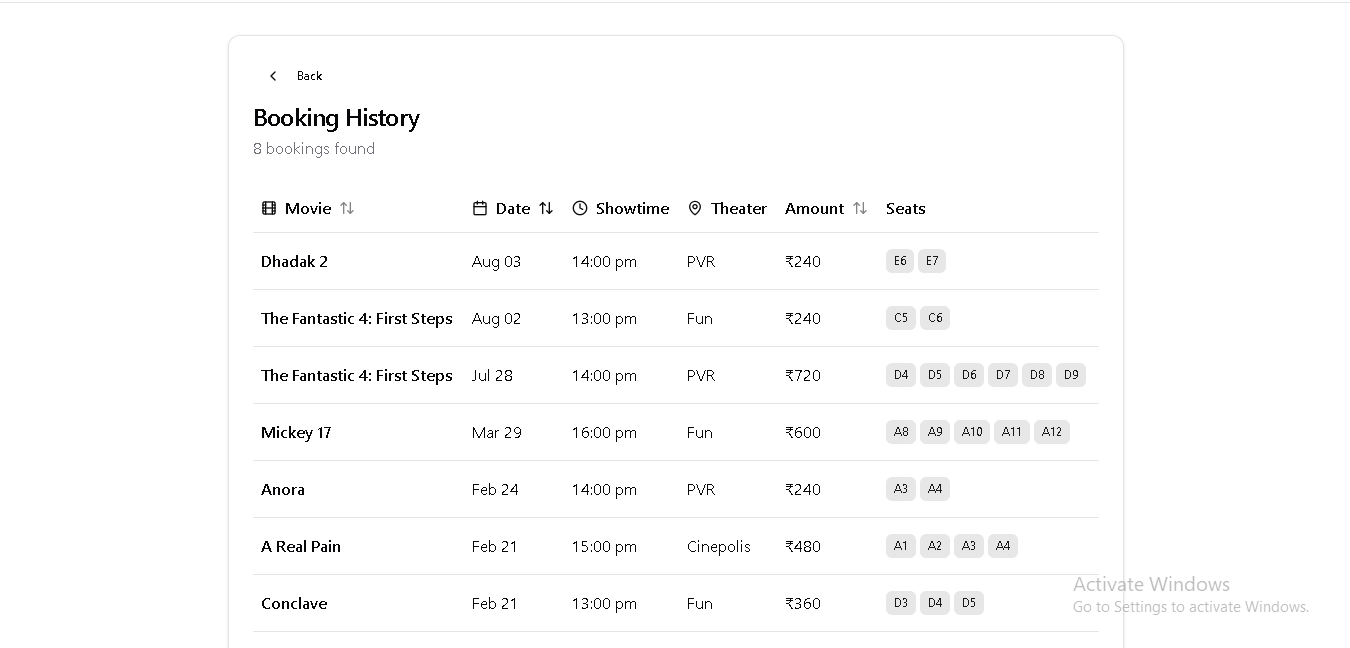 Back
Booking History
8 bookings found
Movie Date Showtime Theater Amount Seats
Dhadak 2 Aug 03 14:00 pm PVR ₹240 E6 E7
The Fantastic 4: First Steps Aug 02 13:00 pm Fun ₹240 C5 C6
The Fantastic 4: First Steps Jul 28 14:00 pm PVR ₹720 D4 D5 D6 D7 D8 D9
Mickey 17 Mar 29 16:00 pm Fun ₹600 A8 A9 A10 A11 A12
Anora Feb 24 14:00 pm PVR ₹240 A3 A4
A Real Pain Feb 21 15:00 pm Cinepolis ₹480 A1 A2 A3 A4
Conclave Feb 21 13:00 pm Fun ₹360 D3 D4 D5
Activate Windows
Go to Settings to activate Windows.